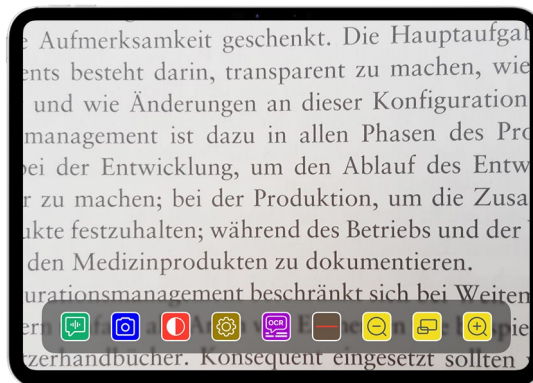 Aufmerksamkeit geschenkt. Die Hauptaufga
ents besteht darin, transparent zu machen, wie
und wie Änderungen an dieser Konfiguration
management ist dazu in allen Phasen des Pro
bei der Entwicklung, um den Ablauf des Entw
r zu machen; bei der Produktion, um die Zusa
ukte festzuhalten; während des Betriebs und der
den Medizinprodukten zu dokumentieren.
urationsmanagement beschränkt sich bei Weiten
OCR
rzerhandbücher. Konsequent eingesetzt sollten